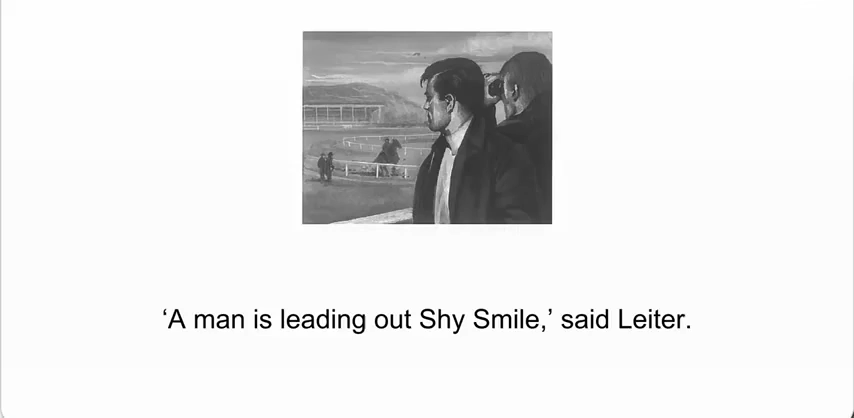 ‘A man is leading out Shy Smile,’ said Leiter.